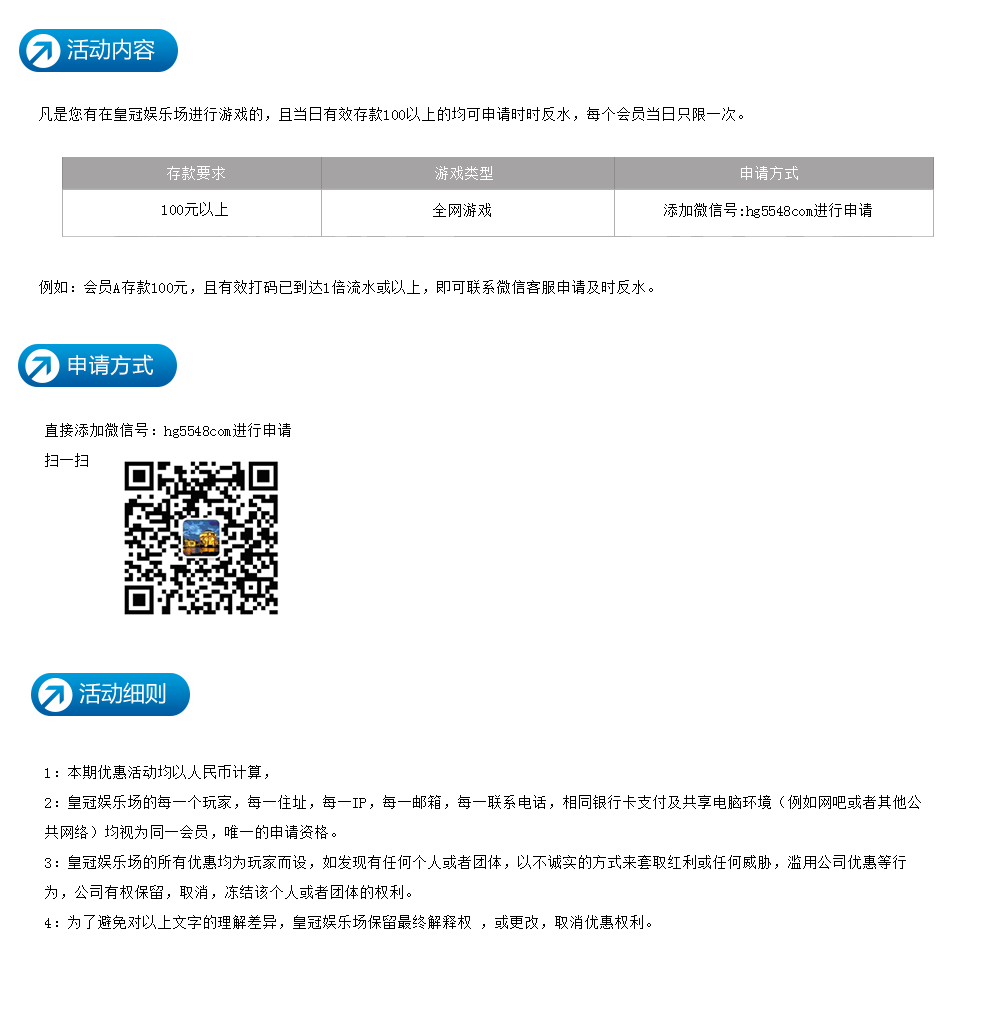 活动内容
凡是您有在皇冠娱乐场进行游戏的，且当日有效存款100以上的均可申请时时反水，每个会员当日只限一次。
存款要求 游戏类型 申请方式
100元以上 全网游戏 添加微信号:hg5548com进行申请
例如：会员A存款100元，且有效打码已到达1倍流水或以上，即可联系微信客服申请及时反水。
申请方式
直接添加微信号：hg5548com进行申请
扫一扫
活动细则
1：本期优惠活动均以人民币计算，
2：皇冠娱乐场的每一个玩家，每一住址，每一IP，每一邮箱，每一联系电话，相同银行卡支付及共享电脑环境（例如网吧或者其他公
共网络）均视为同一会员，唯一的申请资格。
3：皇冠娱乐场的所有优惠均为玩家而设，如发现有任何个人或者团体，以不诚实的方式来套取红利或任何威胁，滥用公司优惠等行
为，公司有权保留，取消，冻结该个人或者团体的权利。
4：为了避免对以上文字的理解差异，皇冠娱乐场保留最终解释权 ，或更改，取消优惠权利。